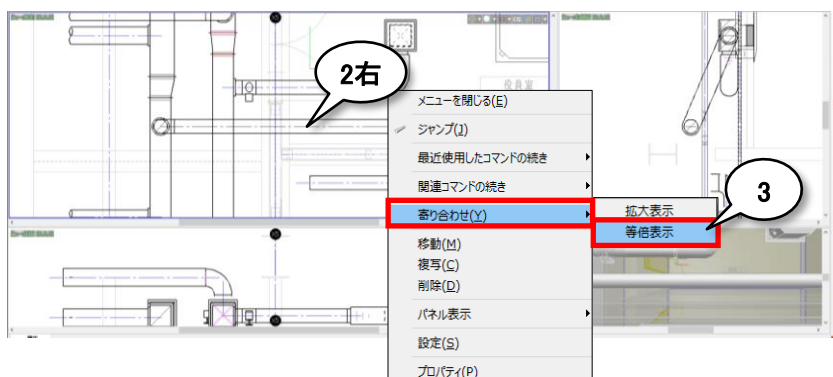 2右
役員室
メニューを閉じる(E)
ジャンプ(J)
最近使用したコマンドの続き
関連コマンドの続き
寄り合わせ(Y)
拡大表示
等倍表示
3
移動(M)
複写(C)
削除(D)
パネル表示
設定(S)
プロパティ(P)